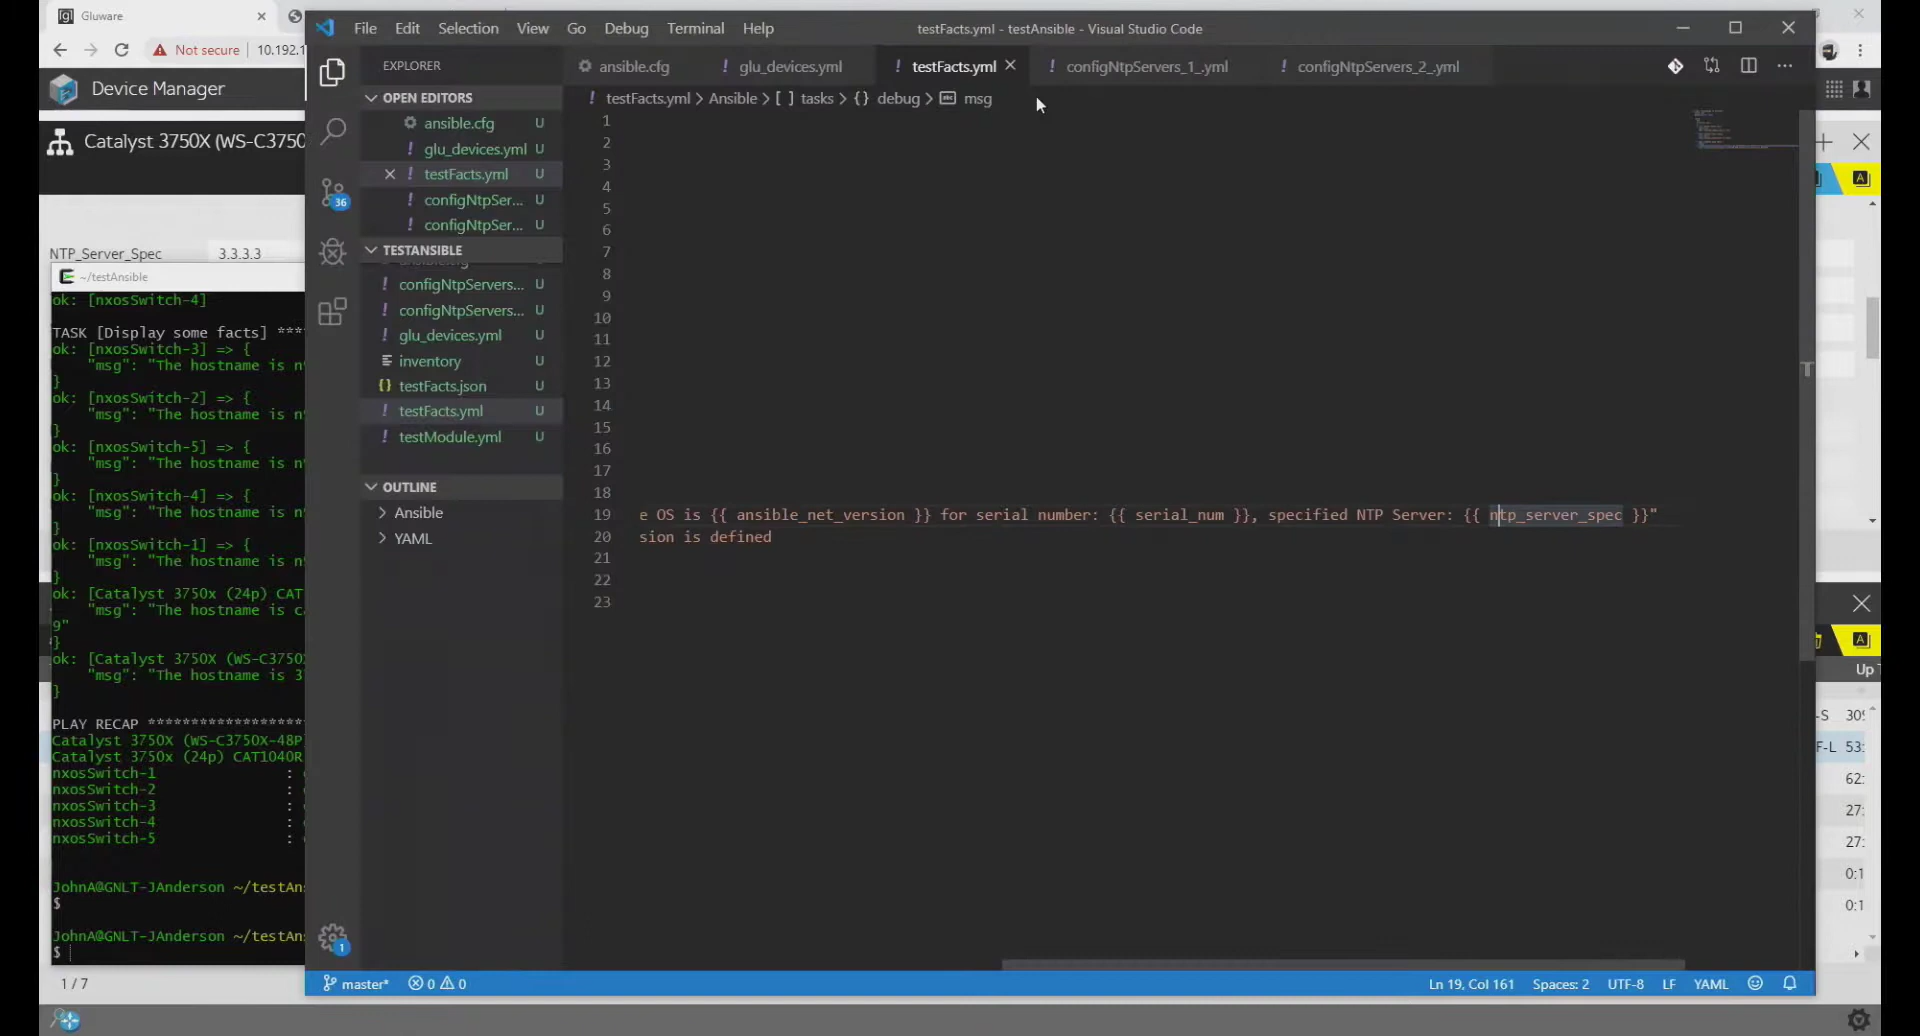 Gluware
Not secure
10.192.1
Device Manager
Catalyst 3750X (WS-C3750
NTP_Server_Spec
3.3.3.3
~/testAnsible
ok: [nxosSwitch-4]
TASK [Display some facts] ****
ok: [nxosSwitch-3] => {
"msg": "The hostname is n
}
ok: [nxosSwitch-2] => {
"msg": "The hostname is n
}
ok: [nxosSwitch-5] => {
"msg": "The hostname is n
}
ok: [nxosSwitch-4] => {
"msg": "The hostname is n
}
ok: [nxosSwitch-1] => {
"msg": "The hostname is n
}
ok: [Catalyst 3750x (24p) CAT
"msg": "The hostname is c
9"
}
ok: [Catalyst 3750X (WS-C3750
"msg": "The hostname is 3
}
PLAY RECAP ******************
Catalyst 3750X (WS-C3750X-48P
Catalyst 3750x (24p) CAT1040R
nxosSwitch-1 :
nxosSwitch-2 :
nxosSwitch-3 :
nxosSwitch-4 :
nxosSwitch-5 :
JohnA@GNLT-JAnderson ~/testAn
$
JohnA@GNLT-JAnderson ~/testAn
$
1 / 7
File Edit Selection View Go Debug Terminal Help
testFacts.yml - testAnsible - Visual Studio Code
EXPLORER
OPEN EDITORS
ansible.cfg U
glu_devices.yml U
testFacts.yml U
configNtpSer... U
configNtpSer... U
TESTANSIBLE
configNtpServers... U
configNtpServers... U
glu_devices.yml U
inventory U
testFacts.json U
testFacts.yml U
testModule.yml U
OUTLINE
Ansible
YAML
36
1
ansible.cfg
glu_devices.yml
testFacts.yml
configNtpServers_1_.yml
configNtpServers_2_.yml
testFacts.yml > Ansible > [ ] tasks > {} debug > msg
1
2
3
4
5
6
7
8
9
10
11
12
13
14
15
16
17
18
19 e OS is {{ ansible_net_version }} for serial number: {{ serial_num }}, specified NTP Server: {{ ntp_server_spec }}"
20 sion is defined
21
22
23
master* 0 0
Ln 19, Col 161
Spaces: 2
UTF-8
LF
YAML
Up
-S 309
F-L 53:
62:
27:
27:
0:1
0:1